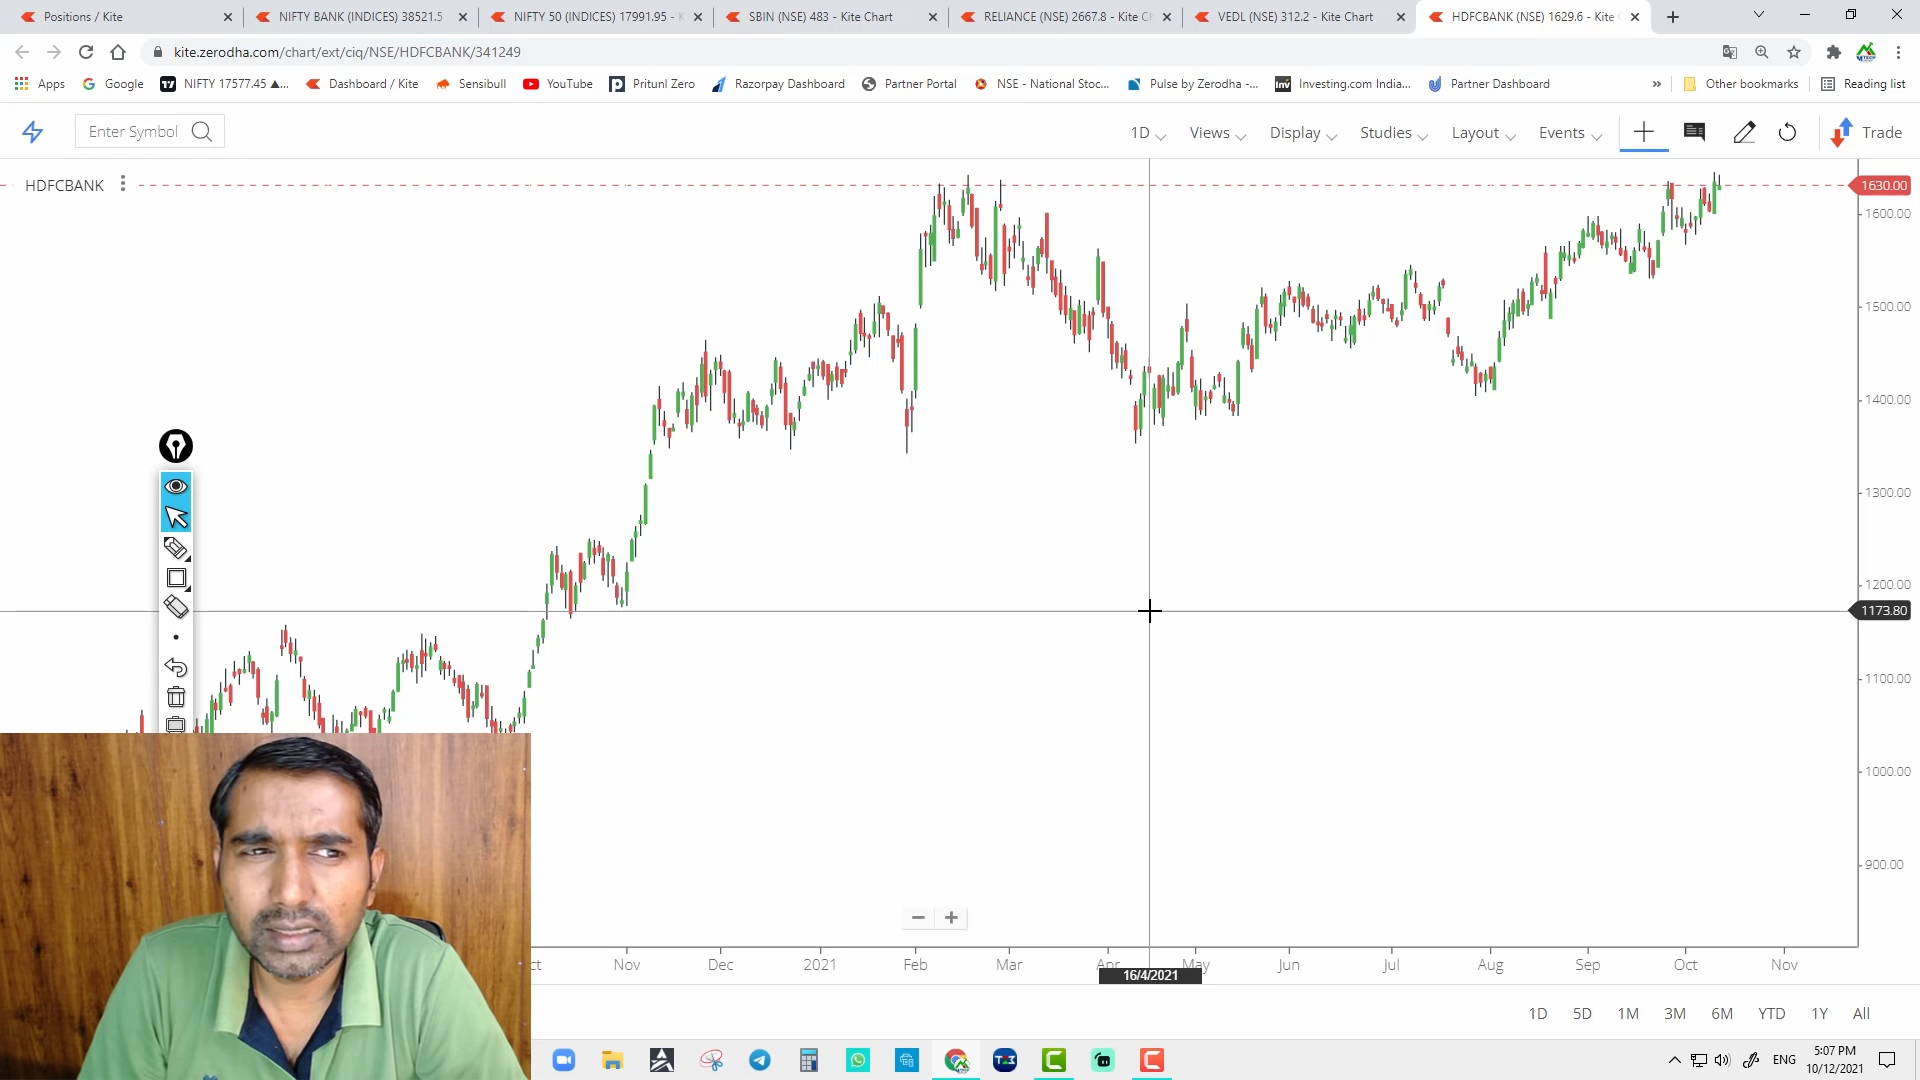 Positions / Kite
NIFTY BANK (INDICES) 38521.5
NIFTY 50 (INDICES) 17991.95 - K
SBIN (NSE) 483 - Kite Chart
RELIANCE (NSE) 2667.8 - Kite Ch
VEDL (NSE) 312.2 - Kite Chart
HDFCBANK (NSE) 1629.6 - Kite
kite.zerodha.com/chart/ext/ciq/NSE/HDFCBANK/341249
Apps
Google
NIFTY 17577.45 ▲...
Dashboard / Kite
Sensibull
YouTube
Pritunl Zero
Razorpay Dashboard
Partner Portal
NSE - National Stoc...
Pulse by Zerodha -...
Investing.com India...
Partner Dashboard
»
Other bookmarks
Reading list
Enter Symbol
1D
Views
Display
Studies
Layout
Events
Trade
HDFCBANK
1630.00
1600.00
1500.00
1400.00
1300.00
1200.00
1173.80
1100.00
1000.00
900.00
ct
Nov
Dec
2021
Feb
Mar
Apr
May
Jun
Jul
Aug
Sep
Oct
Nov
16/4/2021
1D
5D
1M
3M
6M
YTD
1Y
All
ENG
5:07 PM
10/12/2021